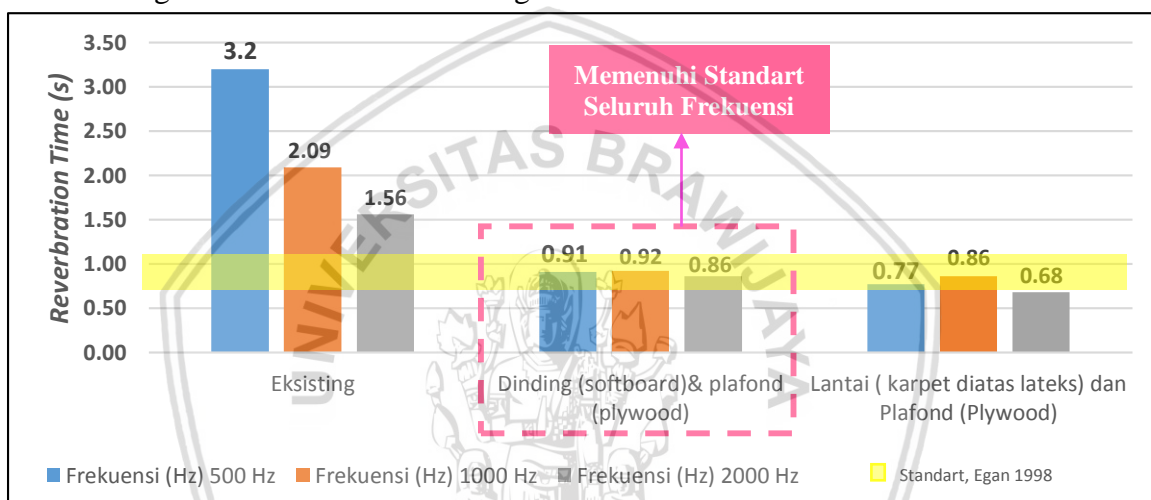 3.50
3.00
2.50
2.00
1.50
1.00
0.50
0.00
Reverbration Time (s)
3.2
2.09
1.56
0.91
0.92
0.86
0.77
0.86
0.68
Memenuhi Standart
Seluruh Frekuensi
UNIVERSITAS BRAWIJAYA
Eksisting
Dinding (softboard)& plafond
(plywood)
Lantai ( karpet diatas lateks) dan
Plafond (Plywood)
Frekuensi (Hz) 500 Hz
Frekuensi (Hz) 1000 Hz
Frekuensi (Hz) 2000 Hz
Standart, Egan 1998